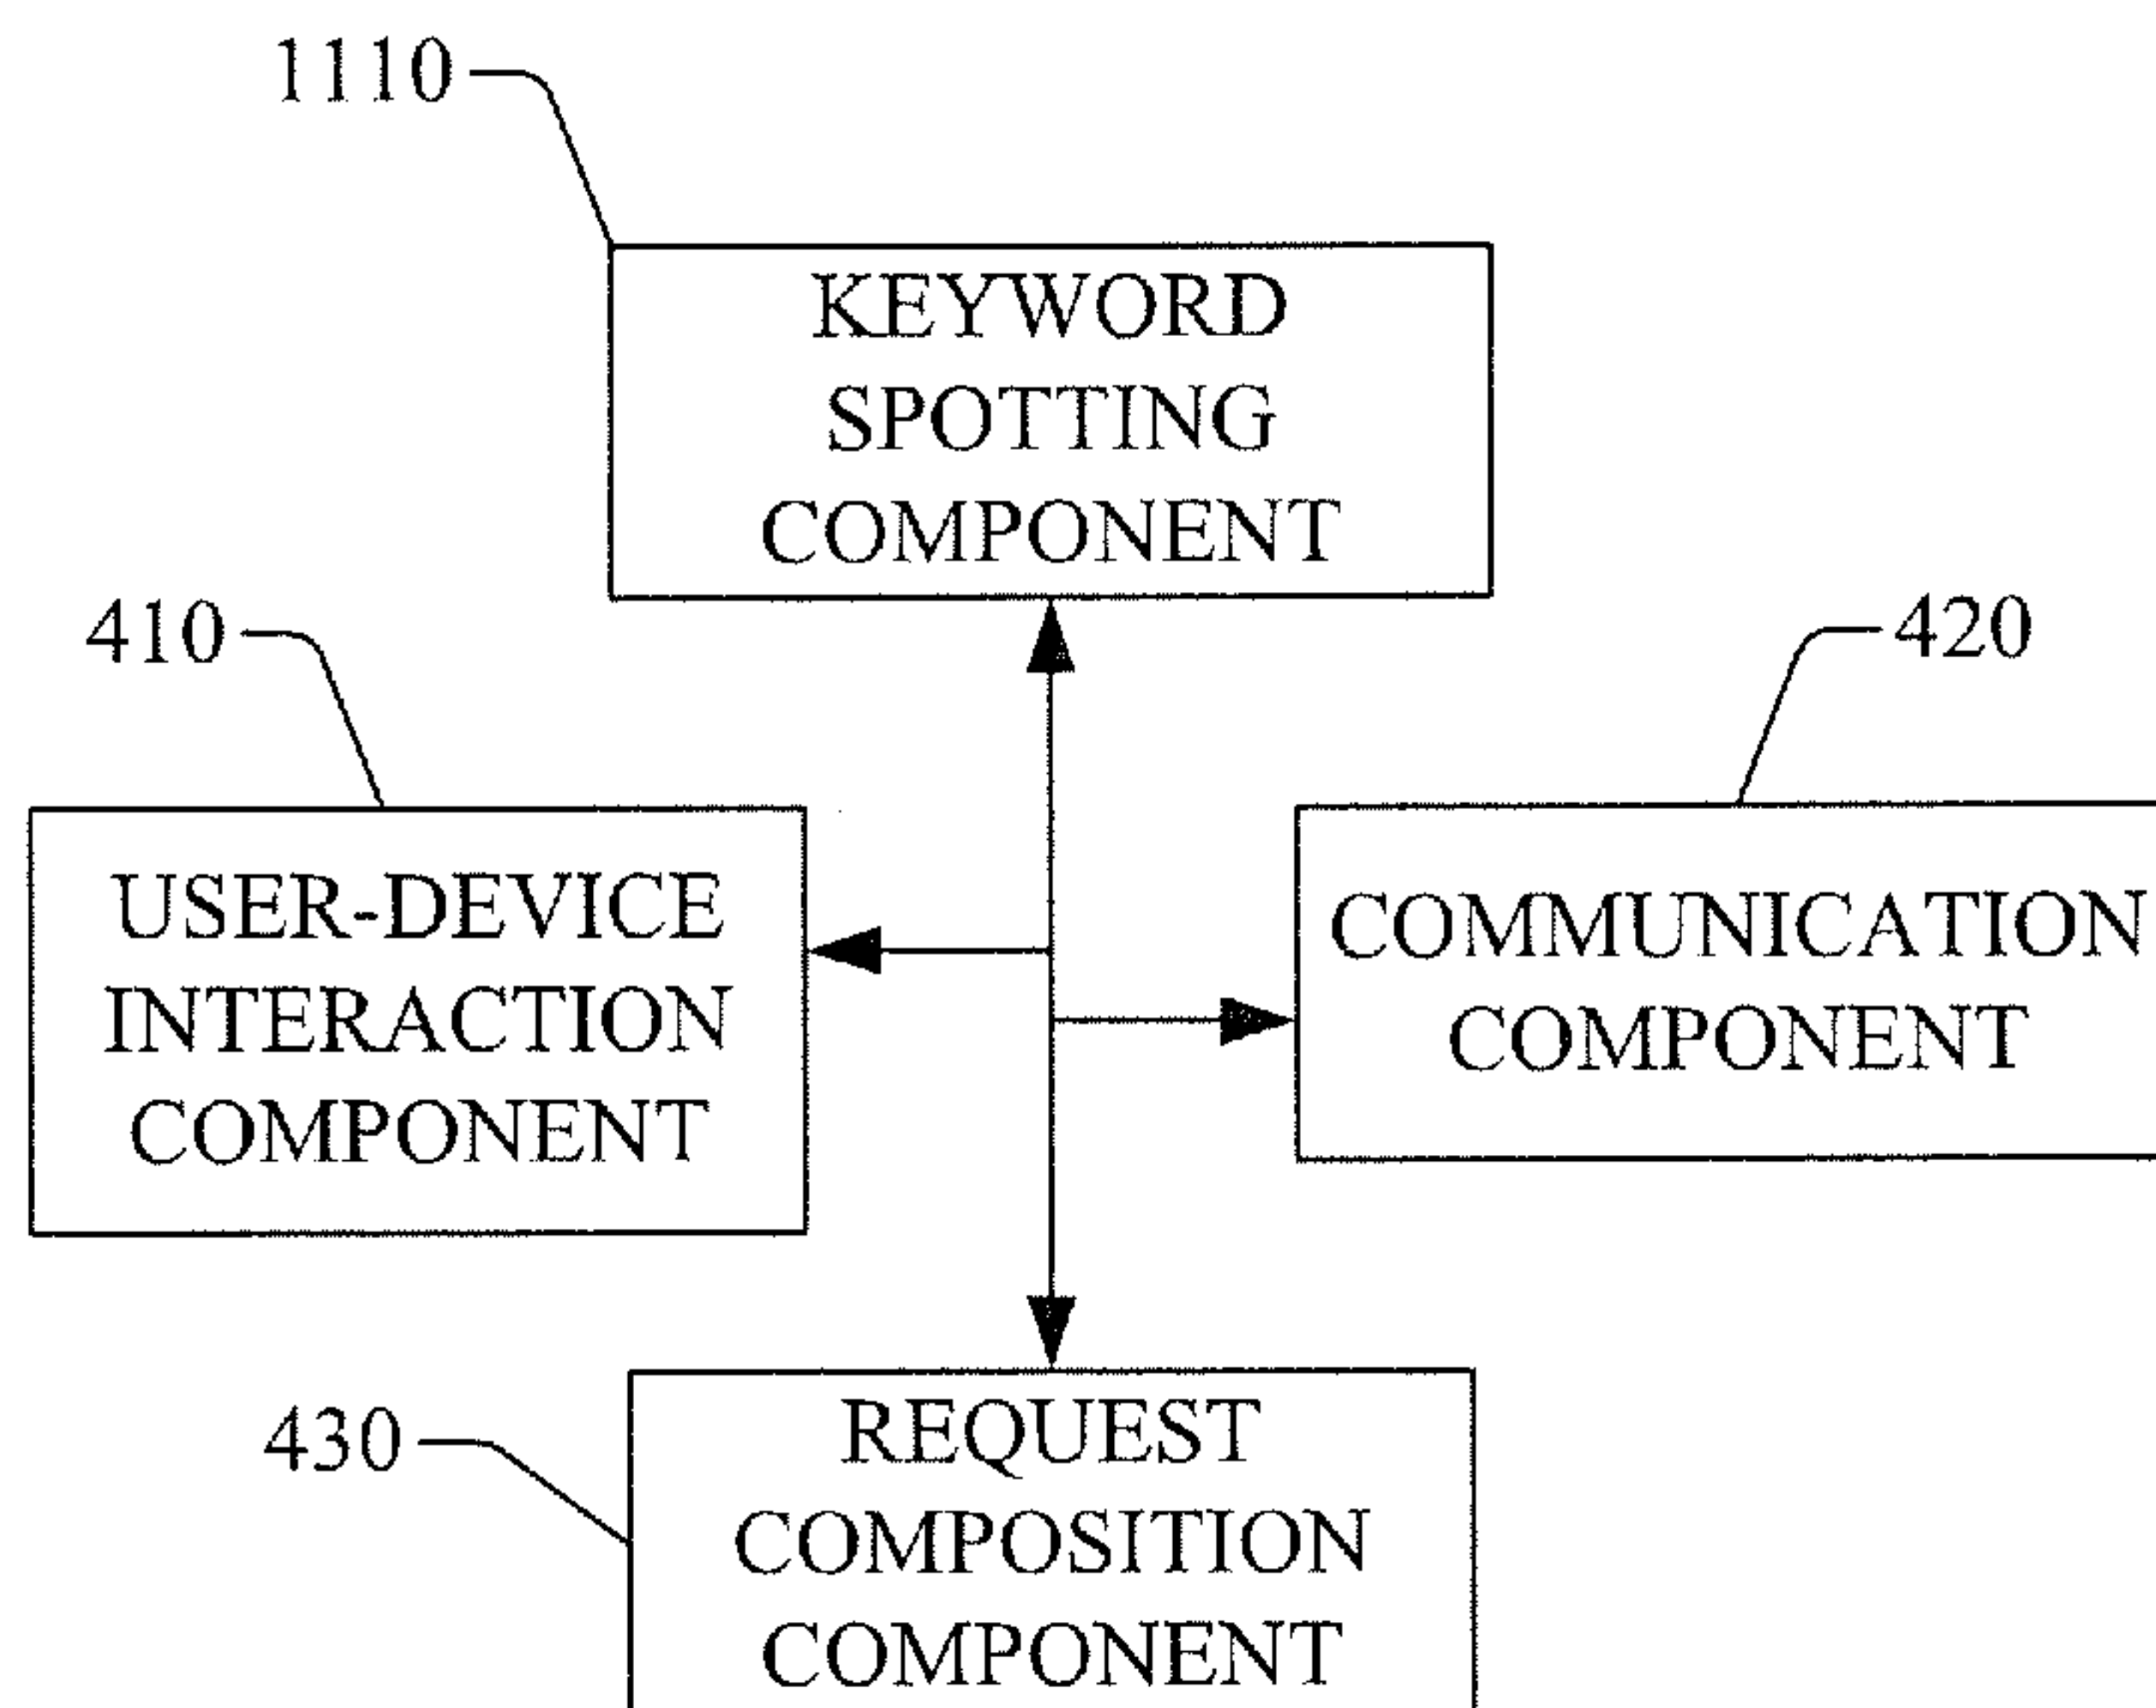 1110
KEYWORD
SPOTTING
COMPONENT
410
420
USER-DEVICE
INTERACTION
COMPONENT
COMMUNICATION
COMPONENT
430
REQUEST
COMPOSITION
COMPONENT